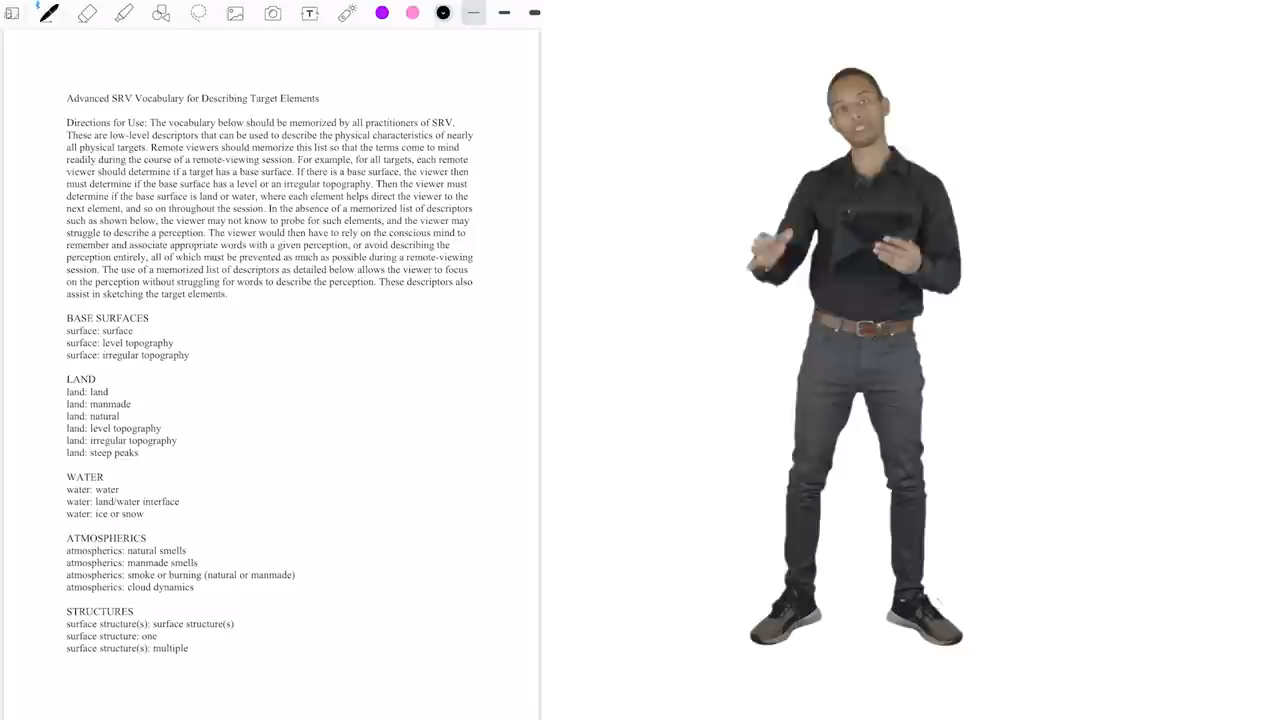 T
Advanced SRV Vocabulary for Describing Target Elements
Directions for Use: The vocabulary below should be memorized by all practitioners of SRV.
These are low-level descriptors that can be used to describe the physical characteristics of nearly
all physical targets. Remote viewers should memorize this list so that the terms come to mind
readily during the course of a remote-viewing session. For example, for all targets, each remote
viewer should determine if a target has a base surface. If there is a base surface, the viewer then
must determine if the base surface has a level or an irregular topography. Then the viewer must
determine if the base surface is land or water, where each element helps direct the viewer to the
next element, and so on throughout the session. In the absence of a memorized list of descriptors
such as shown below, the viewer may not know to probe for such elements, and the viewer may
struggle to describe a perception. The viewer would then have to rely on the conscious mind to
remember and associate appropriate words with a given perception, or avoid describing the
perception entirely, all of which must be prevented as much as possible during a remote-viewing
session. The use of a memorized list of descriptors as detailed below allows the viewer to focus
on the perception without struggling for words to describe the perception. These descriptors also
assist in sketching the target elements.
BASE SURFACES
surface: surface
surface: level topography
surface: irregular topography
LAND
land: land
land: manmade
land: natural
land: level topography
land: irregular topography
land: steep peaks
WATER
water: water
water: land/water interface
water: ice or snow
ATMOSPHERICS
atmospherics: natural smells
atmospherics: manmade smells
atmospherics: smoke or burning (natural or manmade)
atmospherics: cloud dynamics
STRUCTURES
surface structure(s): surface structure(s)
surface structure: one
surface structure(s): multiple